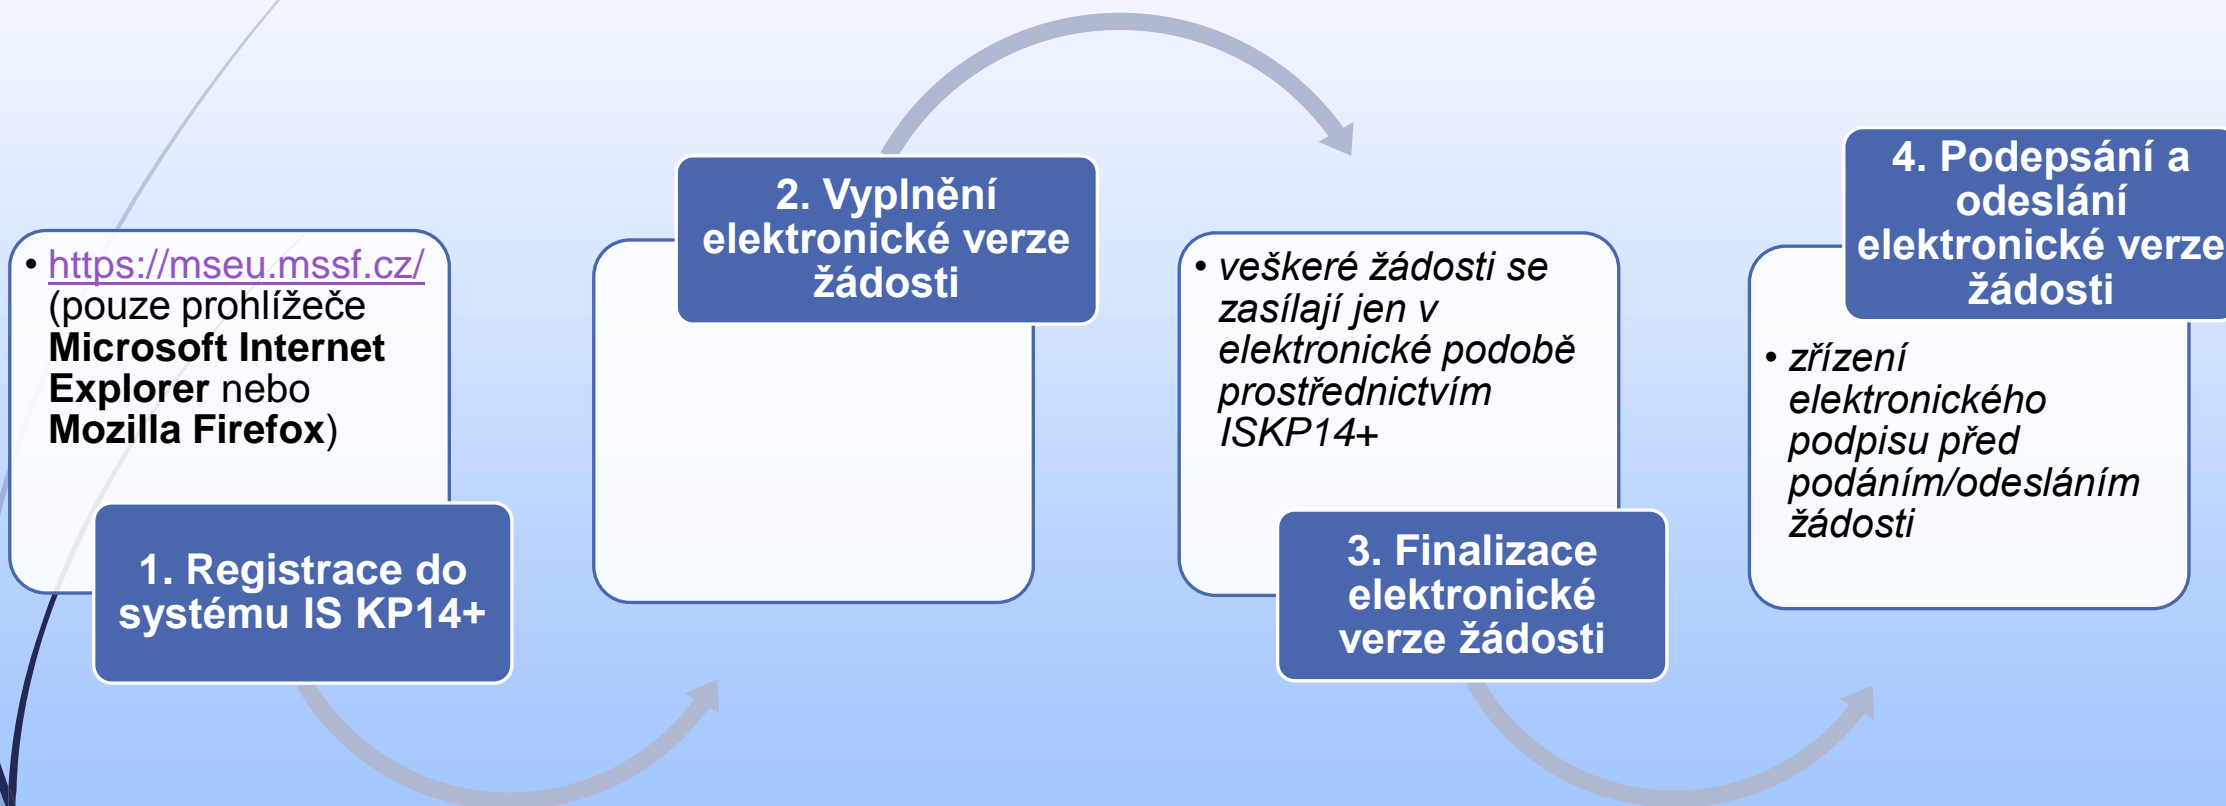 • https://mseu.mssf.cz/
(pouze prohlížeče
Microsoft Internet
Explorer nebo
Mozilla Firefox)
1. Registrace do
systému IS KP14+
2. Vyplnění
elektronické verze
žádosti
• veškeré žádosti se
zasílají jen v
elektronické podobě
prostřednictvím
ISKP14+
3. Finalizace
elektronické
verze žádosti
4. Podepsání a
odeslání
elektronické verze
žádosti
• zřízení
elektronického
podpisu před
podáním/odesláním
žádosti